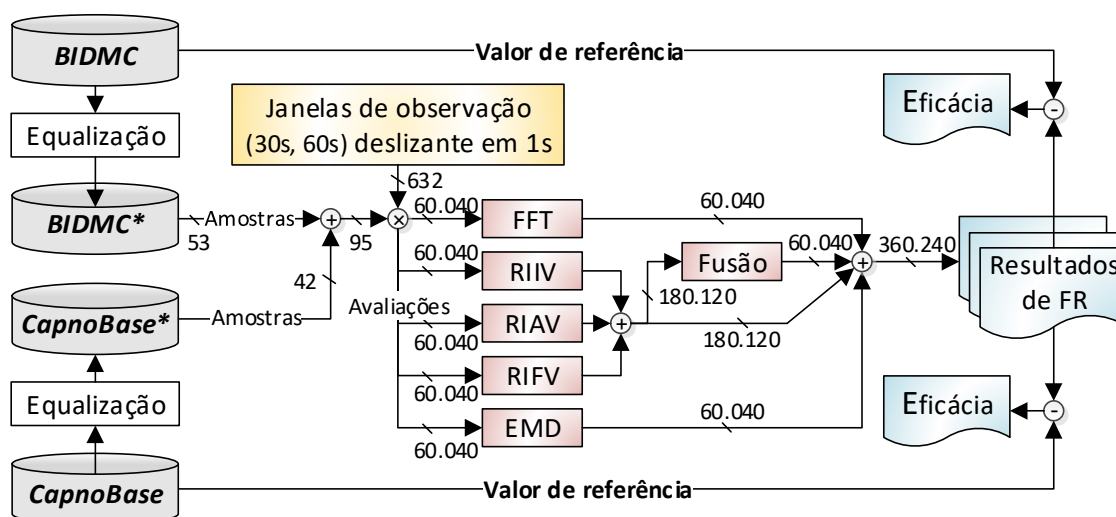 BIDMC
Valor de referência
Eficácia
-
Janelas de observação
(30s, 60s) deslizante em 1s
Equalização
632
BIDMC*
Amostras
53
+
95
×
60.040
FFT
60.040
42
60.040
RIIV
Fusão
60.040
+
360.240
Resultados
de FR
180.120
CapnoBase*
Amostras
Avaliações
60.040
RIAV
+
180.120
60.040
RIFV
Equalização
60.040
EMD
60.040
Eficácia
-
CapnoBase
Valor de referência